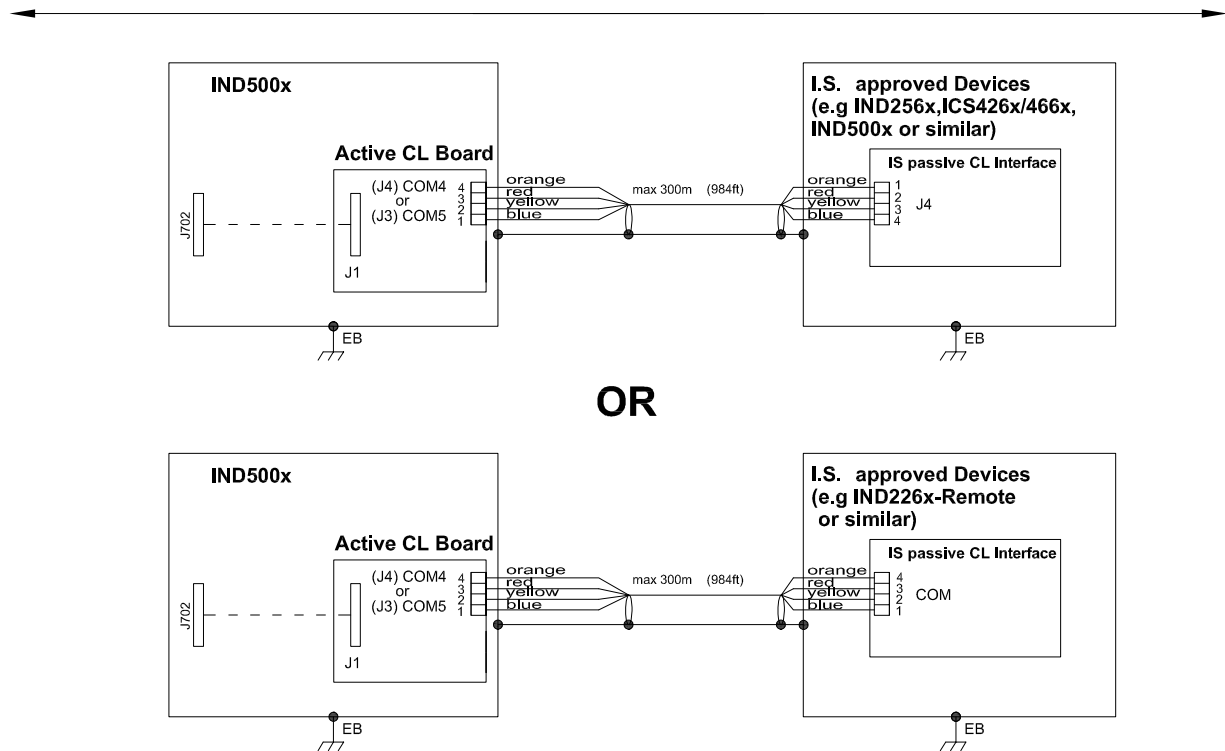 IND500x
Active CL Board
(J4) COM4
or
(J3) COM5
4
3
2
1
J702
J1
orange
red
yellow
blue
max 300m (984ft)
orange
red
yellow
blue
I.S. approved Devices
(e.g IND256x,ICS426x/466x,
IND500x or similar)
IS passive CL Interface
1
2
3
4
J4
EB
EB
OR
IND500x
Active CL Board
(J4) COM4
or
(J3) COM5
4
3
2
1
J702
J1
orange
red
yellow
blue
max 300m (984ft)
orange
red
yellow
blue
I.S. approved Devices
(e.g IND226x-Remote
or similar)
IS passive CL Interface
4
3
2
1
COM
EB
EB